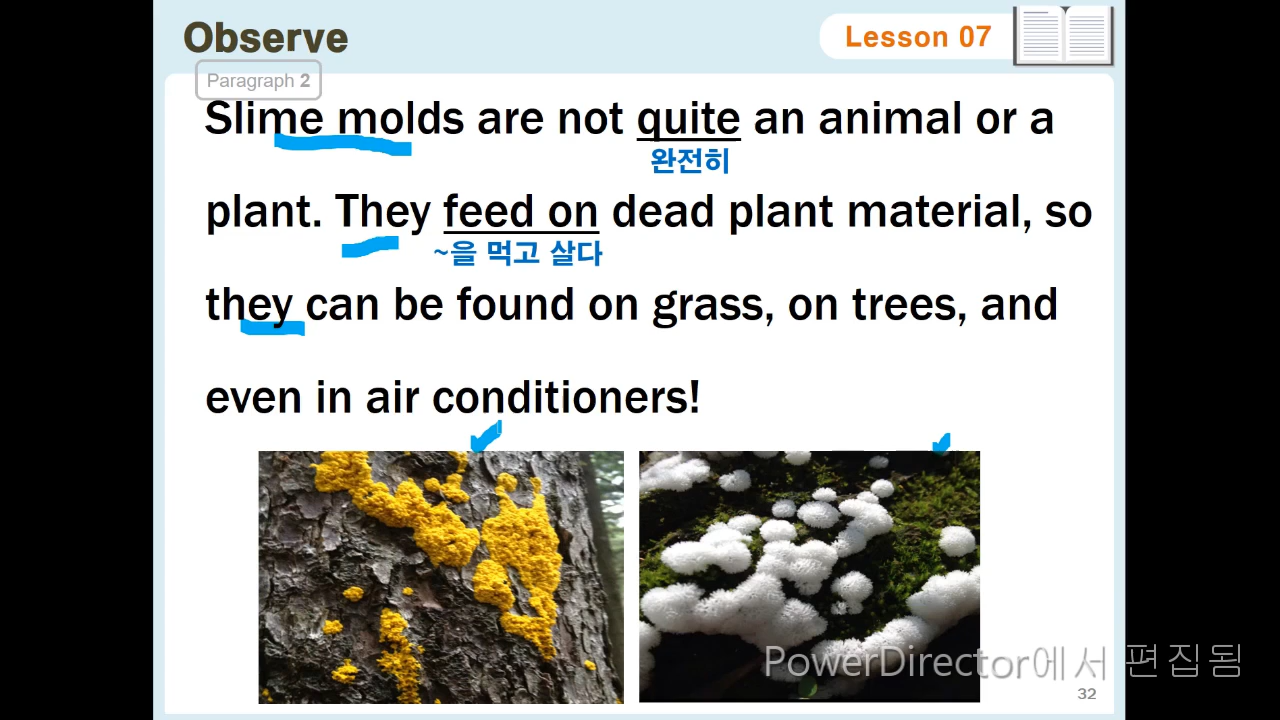 Observe
Lesson 07
Paragraph 2
Slime molds are not quite an animal or a
완전히
plant. They feed on dead plant material, so
~을 먹고 살다
they can be found on grass, on trees, and
even in air conditioners!
PowerDirector에서 편집됨
32